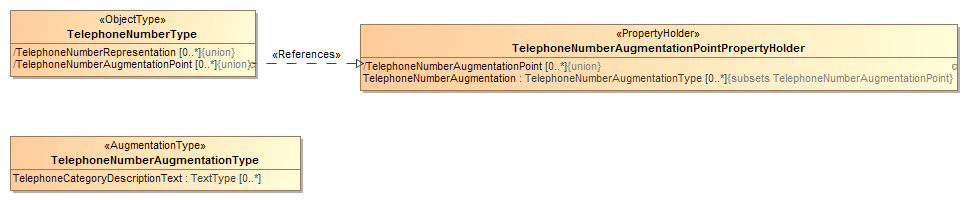 «ObjectType»
TelephoneNumberType
/TelephoneNumberRepresentation [0..*]{union}
/TelephoneNumberAugmentationPoint [0..*]{union}
«References»
«PropertyHolder»
TelephoneNumberAugmentationPointPropertyHolder
/TelephoneNumberAugmentationPoint [0..*]{union}
TelephoneNumberAugmentation : TelephoneNumberAugmentationType [0..*]{subsets TelephoneNumberAugmentationPoint}
«AugmentationType»
TelephoneNumberAugmentationType
TelephoneCategoryDescriptionText : TextType [0..*]